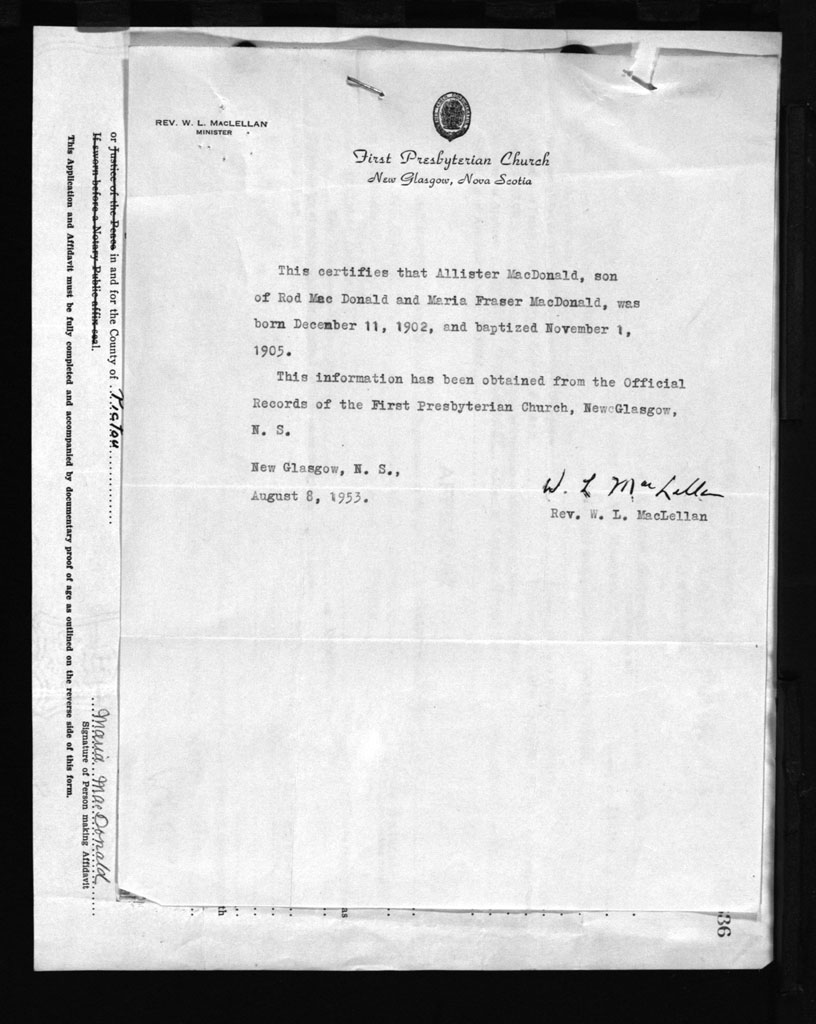 REV. W. L. MACLELLAN
MINISTER
First Presbyterian Church
New Glasgow, Nova Scotia
This certifies that Allister MacDonald, son
of Rod Mac Donald and Maria Fraser MacDonald, was
born December 11, 1902, and baptized November 1,
1905.
This information has been obtained from the Official
Records of the First Presbyterian Church, NewcGlasgow,
N. S.
New Glasgow, N. S.,
August 8, 1953.
W. L MacLellan
Rev. W. L. MacLellan
or Justice of the Peace in and for the County of Pictou
If sworn before a Notary Public affix seal.
Maria MacDonald
Signature of Person making Affidavit
This Application and Affidavit must be fully completed and accompanied by documentary proof of age as outlined on the reverse side of this form.
th
as
36